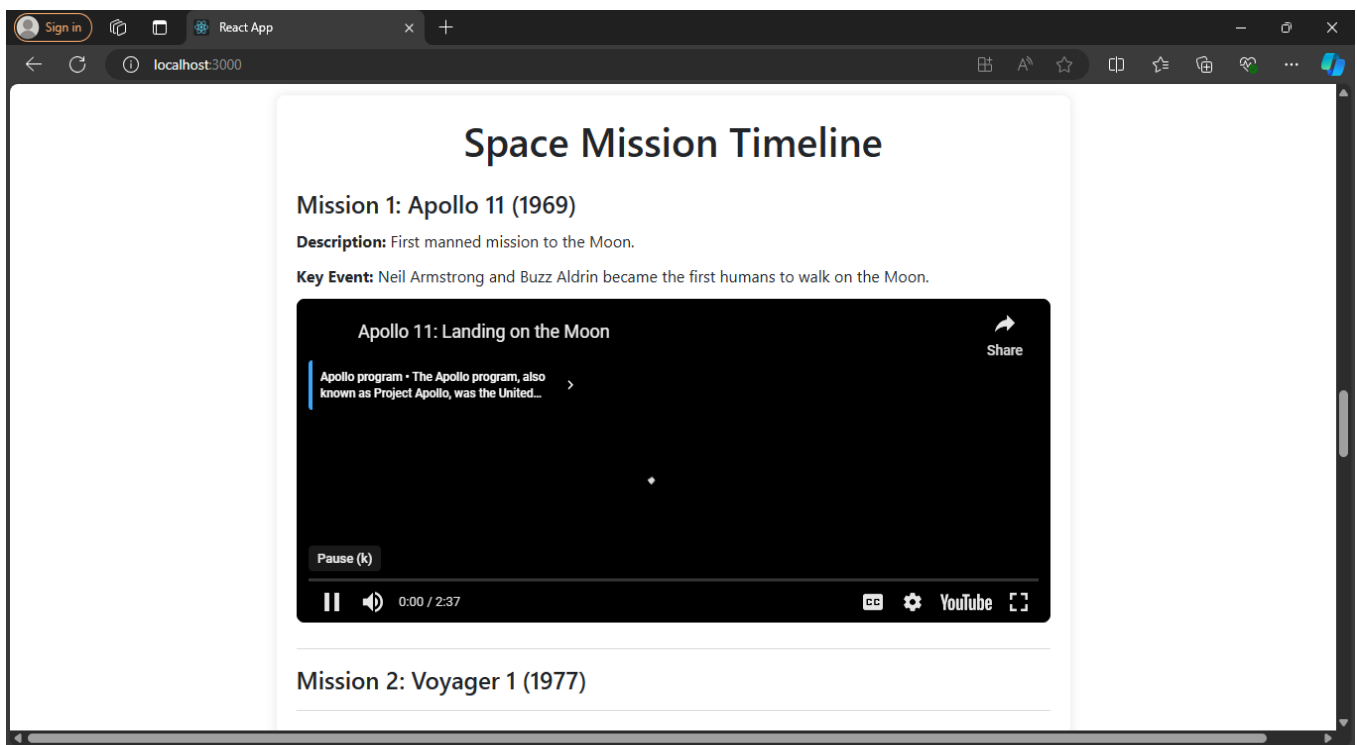 Sign in
React App
localhost:3000
Space Mission Timeline
Mission 1: Apollo 11 (1969)
Description: First manned mission to the Moon.
Key Event: Neil Armstrong and Buzz Aldrin became the first humans to walk on the Moon.
Apollo 11: Landing on the Moon
Share
Apollo program • The Apollo program, also
known as Project Apollo, was the United...
Pause (k)
0:00 / 2:37
CC
YouTube
Mission 2: Voyager 1 (1977)